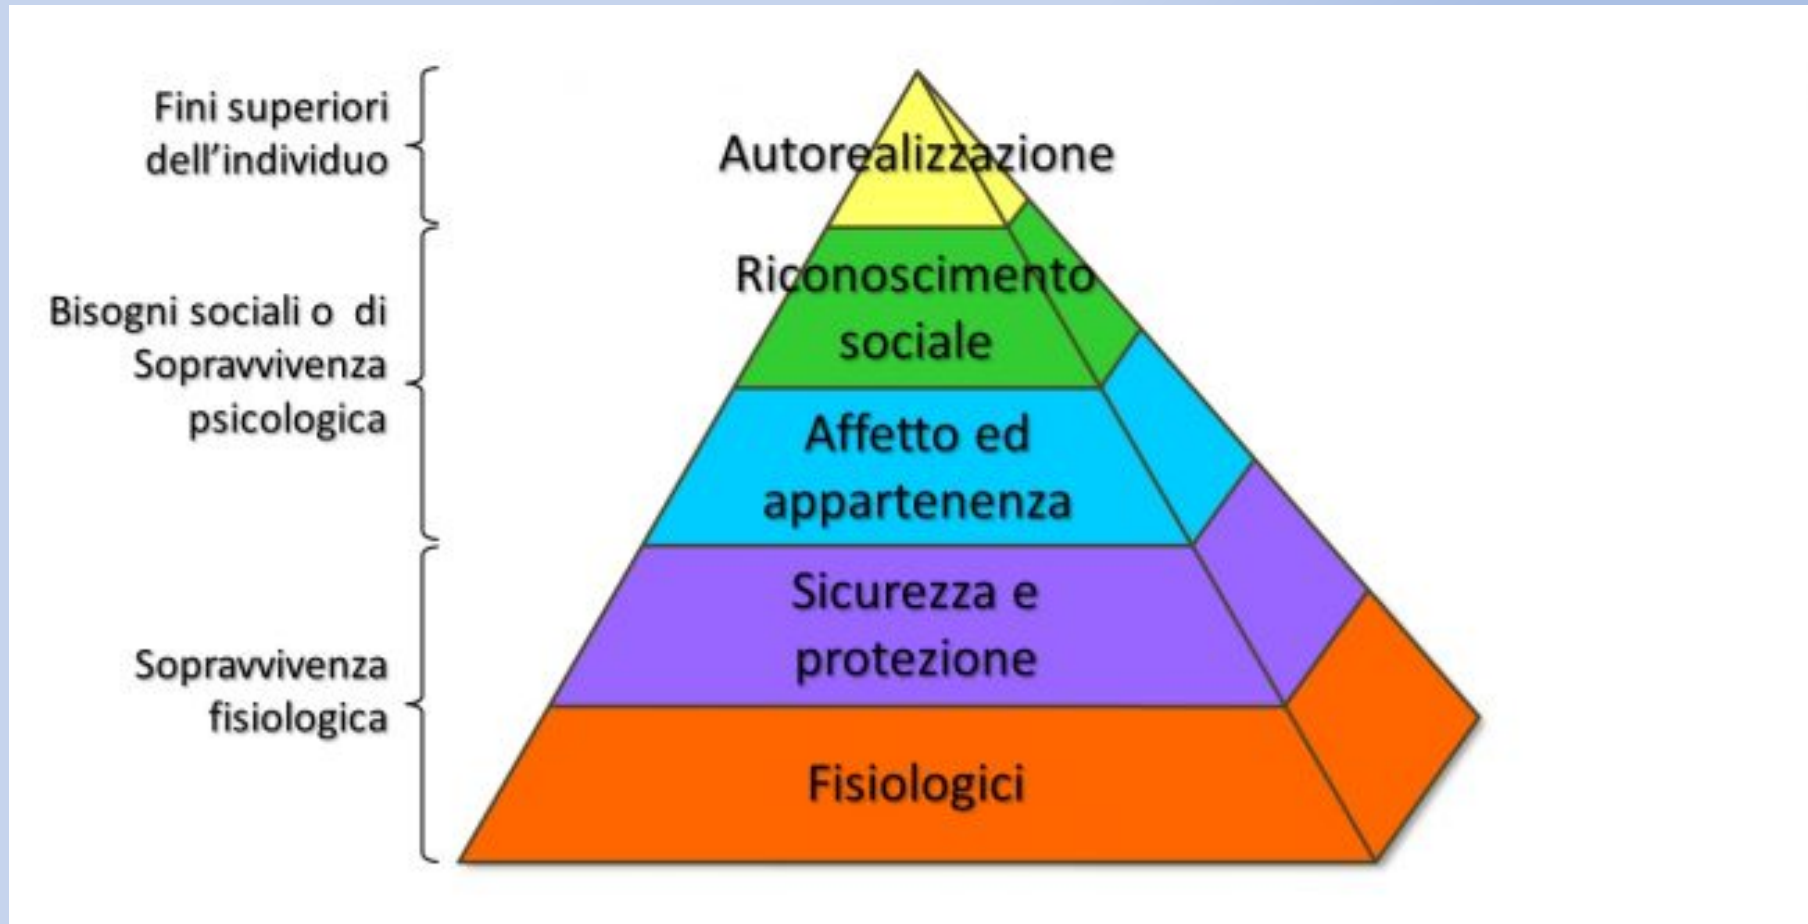 Fini superiori
dell'individuo
Autorealizzazione
Riconoscimento
sociale
Bisogni sociali o di
Sopravvivenza
psicologica
Affetto ed
appartenenza
Sicurezza e
protezione
Sopravvivenza
fisiologica
Fisiologici